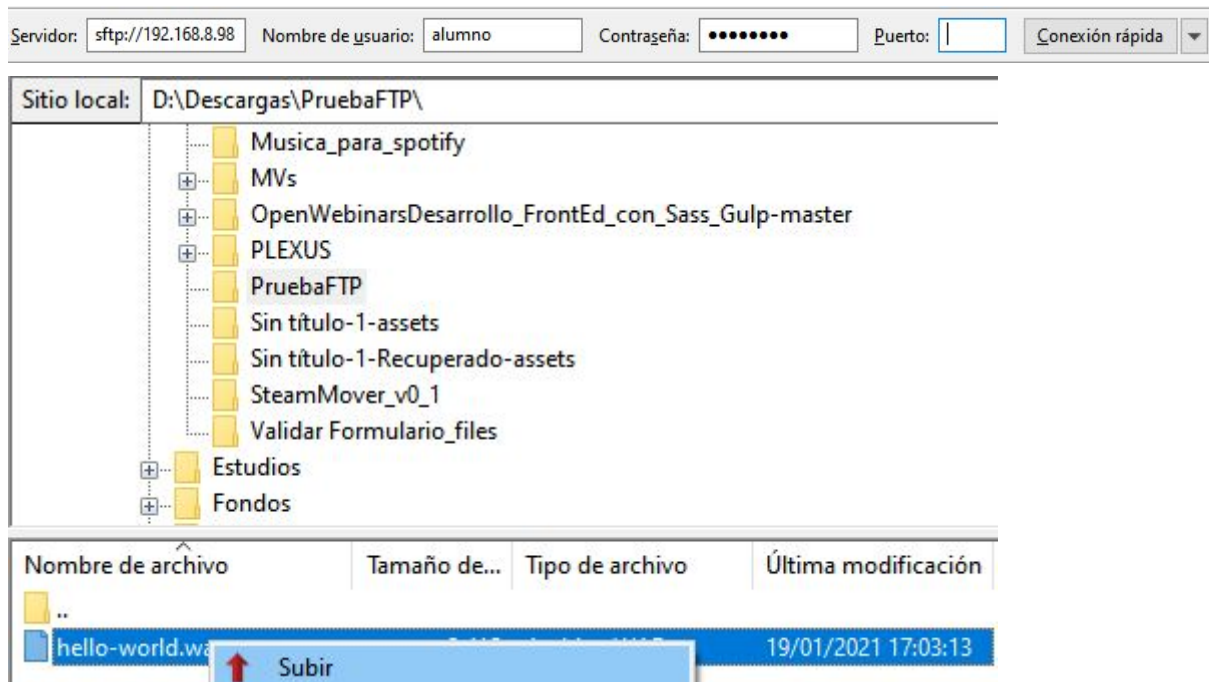 Servidor: sftp://192.168.8.98 Nombre de usuario: alumno Contraseña: ●●●●●●●● Puerto: Conexión rápida
Sitio local: D:\Descargas\PruebaFTP\
Musica_para_spotify
MVs
OpenWebinarsDesarrollo_FrontEd_con_Sass_Gulp-master
PLEXUS
PruebaFTP
Sin título-1-assets
Sin título-1-Recuperado-assets
SteamMover_v0_1
Validar Formulario_files
Estudios
Fondos
Nombre de archivo Tamaño de... Tipo de archivo Última modificación
..
hello-world.wa 19/01/2021 17:03:13
Subir